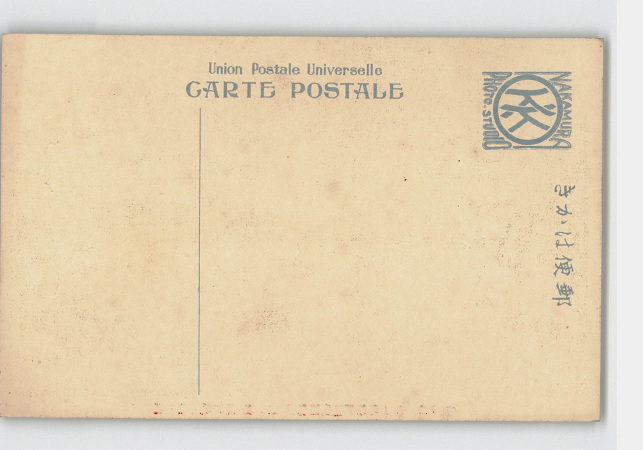 Union Postale Universelle
CARTE POSTALE
NAKAMURA
PHOTO.STUDIO
きかは便郵